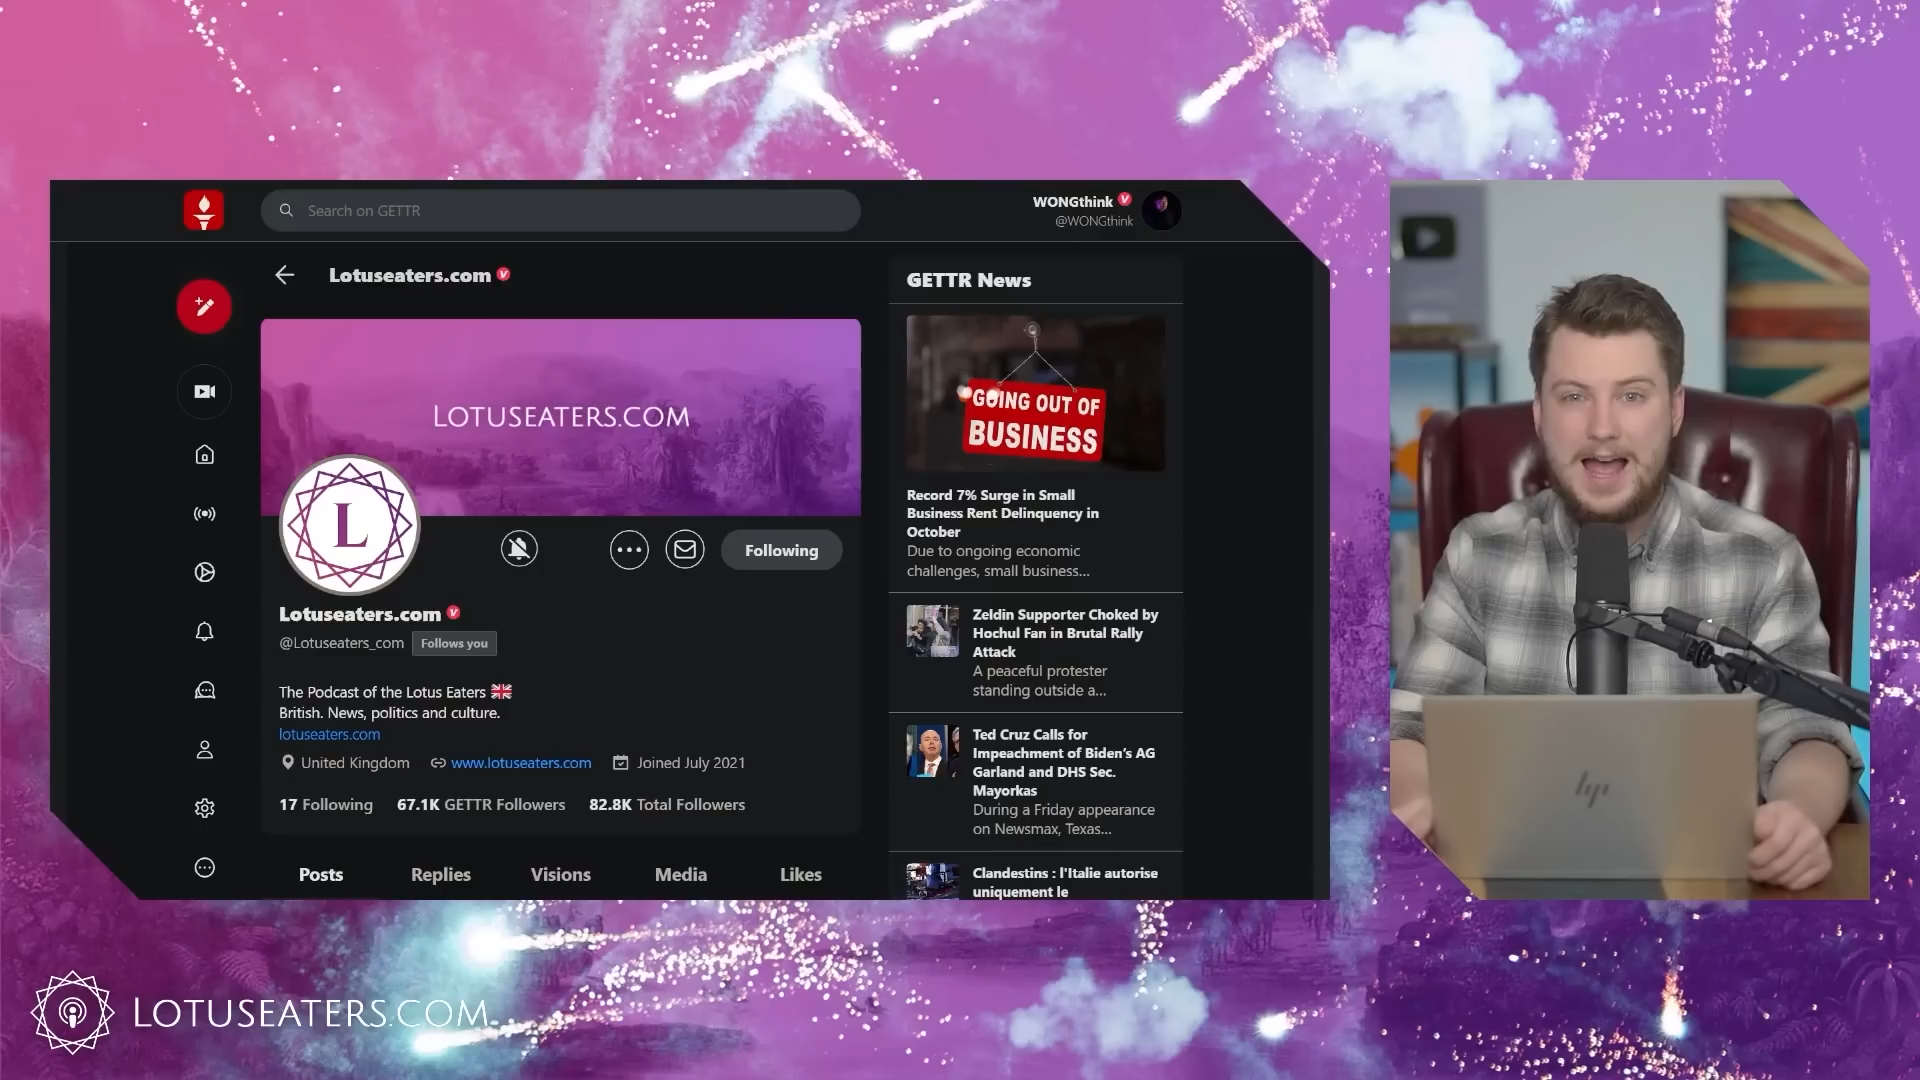 Search on GETTR
WONGthink
@WONGthink
Lotuseaters.com
LOTUSEATERS.COM
L
Following
Lotuseaters.com
@Lotuseaters_com Follows you
The Podcast of the Lotus Eaters 🇬🇧
British. News, politics and culture.
lotuseaters.com
United Kingdom www.lotuseaters.com Joined July 2021
17 Following 67.1K GETTR Followers 82.8K Total Followers
Posts Replies Visions Media Likes
GETTR News
GOING OUT OF
BUSINESS
Record 7% Surge in Small
Business Rent Delinquency in
October
Due to ongoing economic
challenges, small business...
Zeldin Supporter Choked by
Hochul Fan in Brutal Rally
Attack
A peaceful protester
standing outside a...
Ted Cruz Calls for
Impeachment of Biden's AG
Garland and DHS Sec.
Mayorkas
During a Friday appearance
on Newsmax, Texas...
Clandestins : l'Italie autorise
uniquement le
hp
LOTUSEATERS.COM